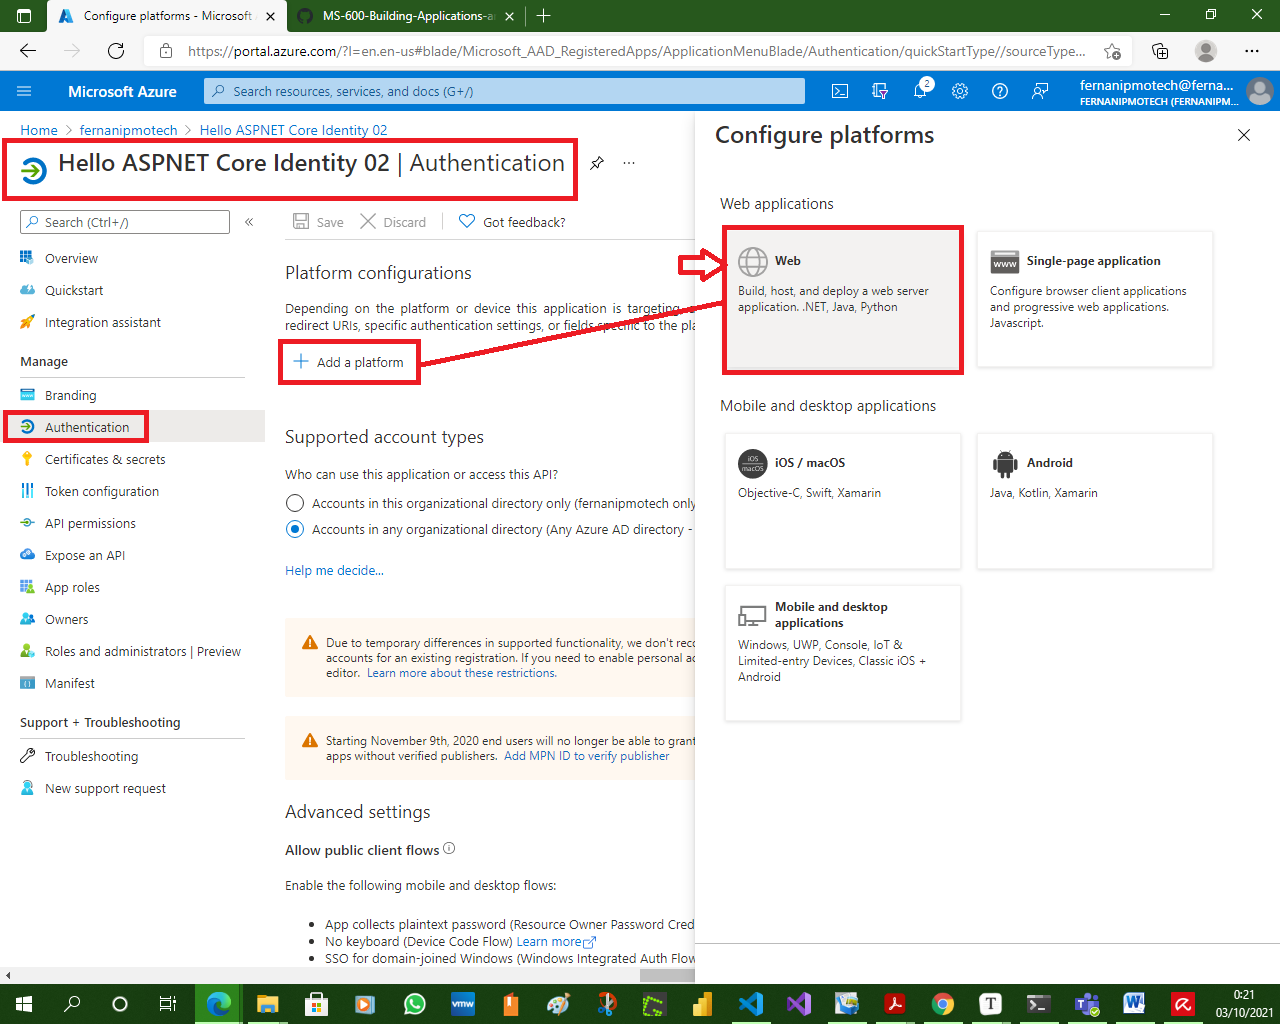 Configure platforms - Microsoft A
MS-600-Building-Applications-a
https://portal.azure.com/?l=en.en-us#blade/Microsoft_AAD_RegisteredApps/ApplicationMenuBlade/Authentication/quickStartType//sourceType...
Microsoft Azure
Search resources, services, and docs (G+/)
2
fernanipmotech@ferna...
FERNANIPMOTECH (FERNANIPM...
Home > fernanipmotech > Hello ASPNET Core Identity 02
Hello ASPNET Core Identity 02 | Authentication
Search (Ctrl+/)
«
Overview
Quickstart
Integration assistant
Manage
Branding
Authentication
Certificates & secrets
Token configuration
API permissions
Expose an API
App roles
Owners
Roles and administrators | Preview
Manifest
Support + Troubleshooting
Troubleshooting
New support request
Save
Discard
Got feedback?
Platform configurations
Depending on the platform or device this application is targeting,
redirect URIs, specific authentication settings, or fields specific to the pla
+ Add a platform
Supported account types
Who can use this application or access this API?
Accounts in this organizational directory only (fernanipmotech only
Accounts in any organizational directory (Any Azure AD directory -
Help me decide...
Due to temporary differences in supported functionality, we don't reco
accounts for an existing registration. If you need to enable personal ac
editor. Learn more about these restrictions.
Starting November 9th, 2020 end users will no longer be able to grant
apps without verified publishers. Add MPN ID to verify publisher
Advanced settings
Allow public client flows
Enable the following mobile and desktop flows:
• App collects plaintext password (Resource Owner Password Cred
• No keyboard (Device Code Flow) Learn more
• SSO for domain-joined Windows (Windows Integrated Auth Flow
Configure platforms
Web applications
Web
Build, host, and deploy a web server
application. .NET, Java, Python
www
Single-page application
Configure browser client applications
and progressive web applications.
Javascript.
Mobile and desktop applications
iOS
macOS
iOS / macOS
Objective-C, Swift, Xamarin
Android
Java, Kotlin, Xamarin
Mobile and desktop
applications
Windows, UWP, Console, IoT &
Limited-entry Devices, Classic iOS +
Android
vmw
T
0:21
03/10/2021